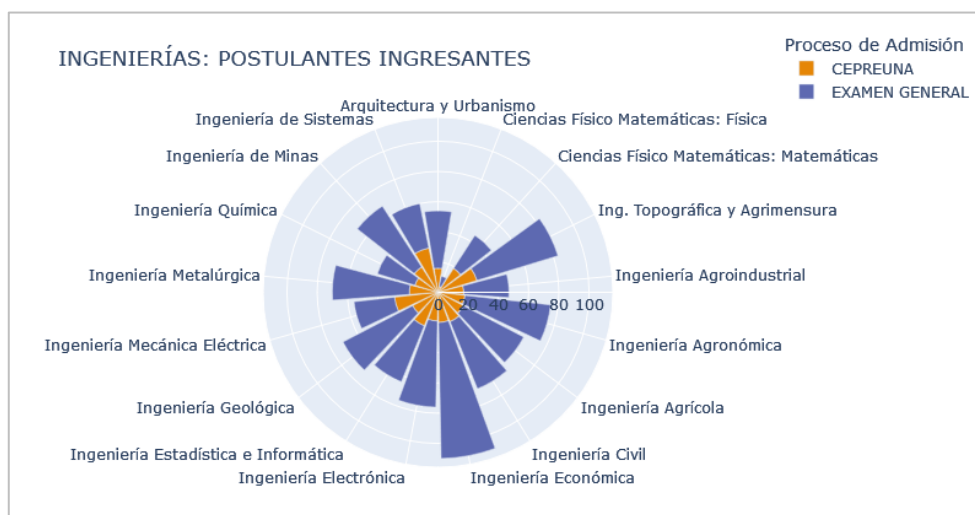 INGENIERÍAS: POSTULANTES INGRESANTES
Proceso de Admisión
CEPREUNA
EXAMEN GENERAL
Arquitectura y Urbanismo
Ingeniería de Sistemas
Ciencias Físico Matemáticas: Física
Ingeniería de Minas
Ciencias Físico Matemáticas: Matemáticas
Ingeniería Química
Ing. Topográfica y Agrimensura
Ingeniería Metalúrgica
Ingeniería Agroindustrial
0 20 40 60 80 100
Ingeniería Mecánica Eléctrica
Ingeniería Agronómica
Ingeniería Geológica
Ingeniería Agrícola
Ingeniería Estadística e Informática
Ingeniería Civil
Ingeniería Electrónica
Ingeniería Económica